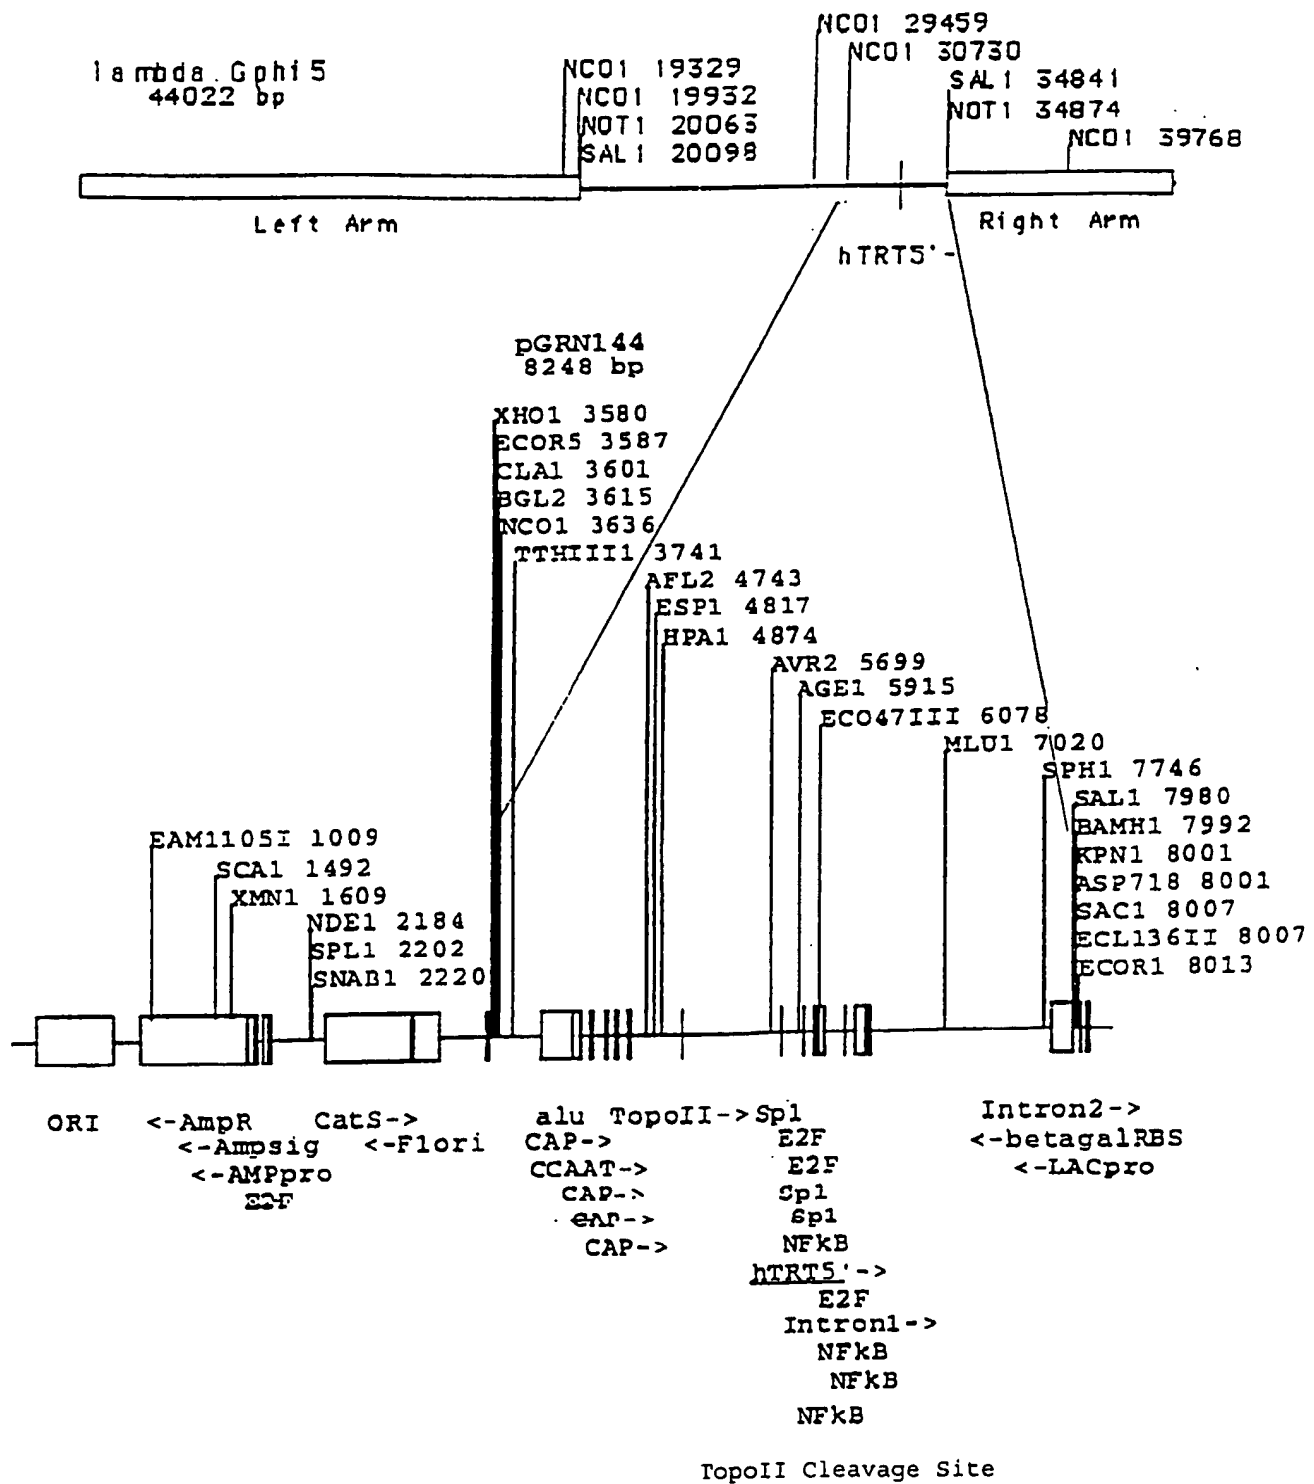 lambda.Gphi5
44022 bp
NCO1 19329
NCO1 19932
NOT1 20063
SAL1 20098
NCO1 29459
NCO1 30730
SAL1 34841
NOT1 34874
NCO1 39768
Left Arm
Right Arm
hTRT5'-
pGRN144
8248 bp
XHO1 3580
ECOR5 3587
CLA1 3601
BGL2 3615
NCO1 3636
TTHIII1 3741
AFL2 4743
ESP1 4817
HPA1 4874
AVR2 5699
AGE1 5915
ECO47III 6078
MLU1 7020
SPH1 7746
SAL1 7980
BAMH1 7992
KPN1 8001
ASP718 8001
SAC1 8007
ECL136II 8007
ECOR1 8013
EAM1105I 1009
SCA1 1492
XMN1 1609
NDE1 2184
SPL1 2202
SNAB1 2220
ORI
<-AmpR
<-Ampsig
<-AMPpro
E2F
CatS->
<-F1ori
alu
CAP->
CCAAT->
CAP->
CAP->
CAP->
TopoII->
Sp1
E2F
E2F
Sp1
Sp1
NFkB
hTRT5'->
E2F
Intron1->
NFkB
NFkB
NFkB
Intron2->
<-betagalRBS
<-LACpro
TopoII Cleavage Site